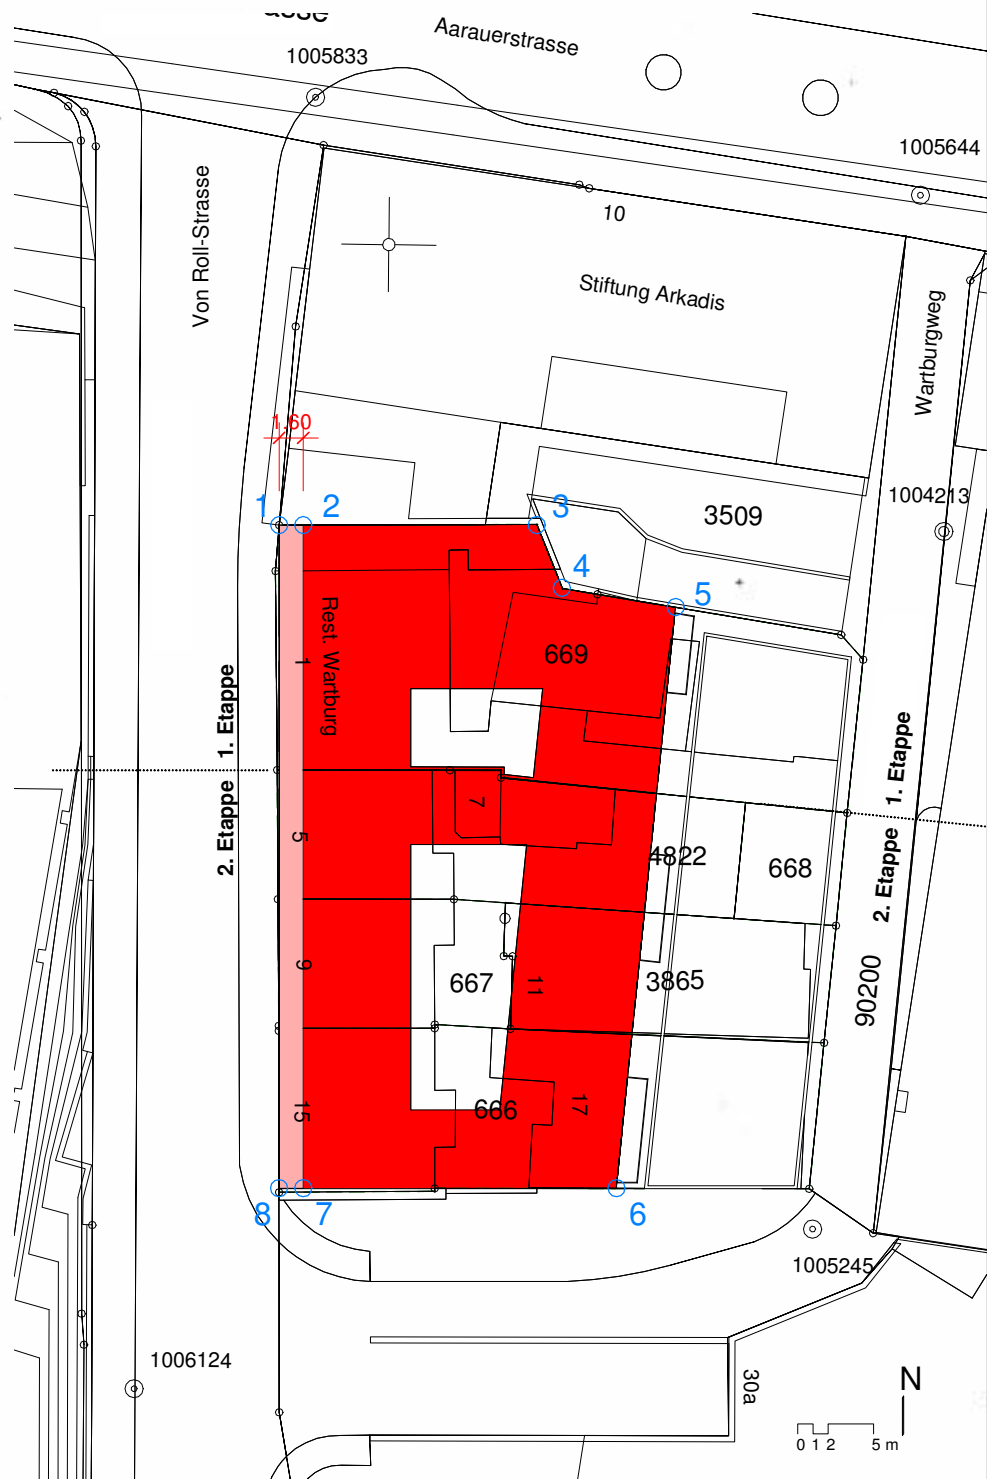 asse
Aarauerstrasse
1005833
1005644
Von Roll-Strasse
10
Stiftung Arkadis
Wartburgweg
1.60
1
2
3
3509
1004213
4
5
Rest. Wartburg
1
669
1. Etappe
2. Etappe
1. Etappe
2. Etappe
7
5
4822
668
9
667
11
3865
90200
15
666
17
8
7
6
1005245
1006124
30a
N
0 1 2 5 m